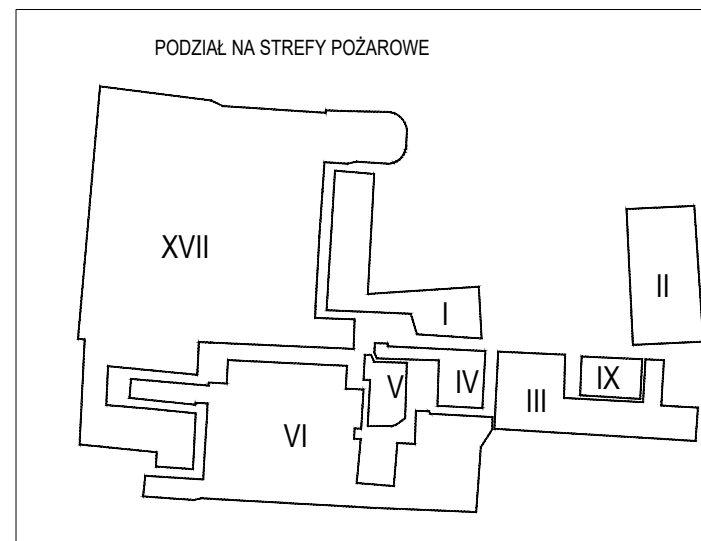 PODZIAŁ NA STREFY POŻAROWE
XVII
I
II
V
IV
III
IX
VI